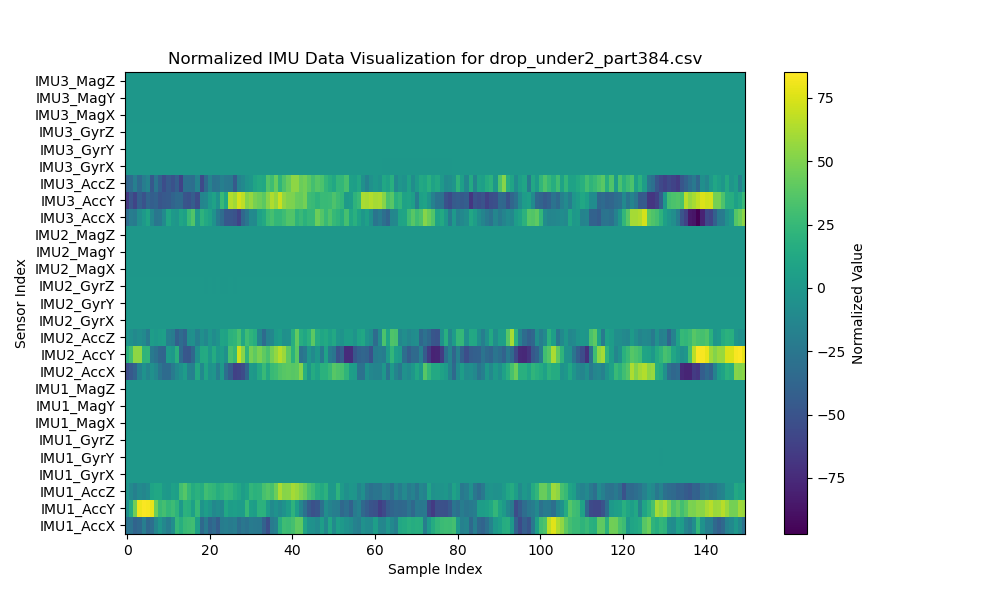 Normalized IMU Data Visualization for drop_under2_part384.csv
IMU3_MagZ
IMU3_MagY
IMU3_MagX
IMU3_GyrZ
IMU3_GyrY
IMU3_GyrX
IMU3_AccZ
IMU3_AccY
IMU3_AccX
IMU2_MagZ
IMU2_MagY
IMU2_MagX
IMU2_GyrZ
IMU2_GyrY
IMU2_GyrX
IMU2_AccZ
IMU2_AccY
IMU2_AccX
IMU1_MagZ
IMU1_MagY
IMU1_MagX
IMU1_GyrZ
IMU1_GyrY
IMU1_GyrX
IMU1_AccZ
IMU1_AccY
IMU1_AccX
Sensor Index
0 20 40 60 80 100 120 140
Sample Index
75
50
25
0
−25
−50
−75
Normalized Value